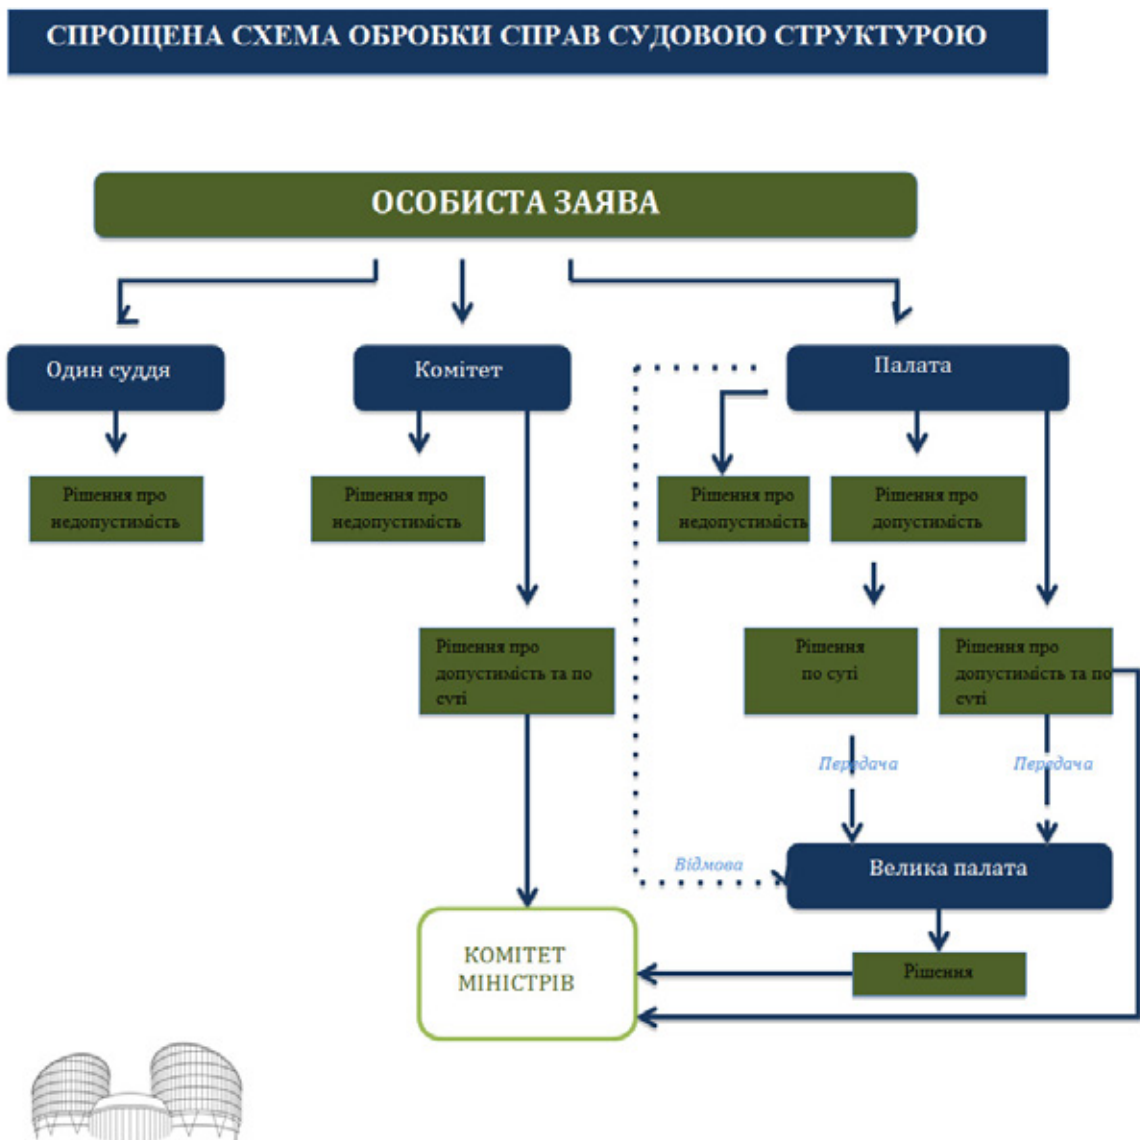 СПРОЩЕНА СХЕМА ОБРОБКИ СПРАВ СУДОВОЮ СТРУКТУРОЮ
ОСОБИСТА ЗАЯВА
Один суддя
Комітет
Палата
Рішення про
недопустимість
Рішення про
недопустимість
Рішення про
недопустимість
Рішення про
допустимість
Рішення про
допустимість та по
суті
Рішення
по суті
Рішення про
допустимість та по
суті
Передача
Передача
Відмова
Велика палата
КОМІТЕТ
МІНІСТРІВ
Рішення